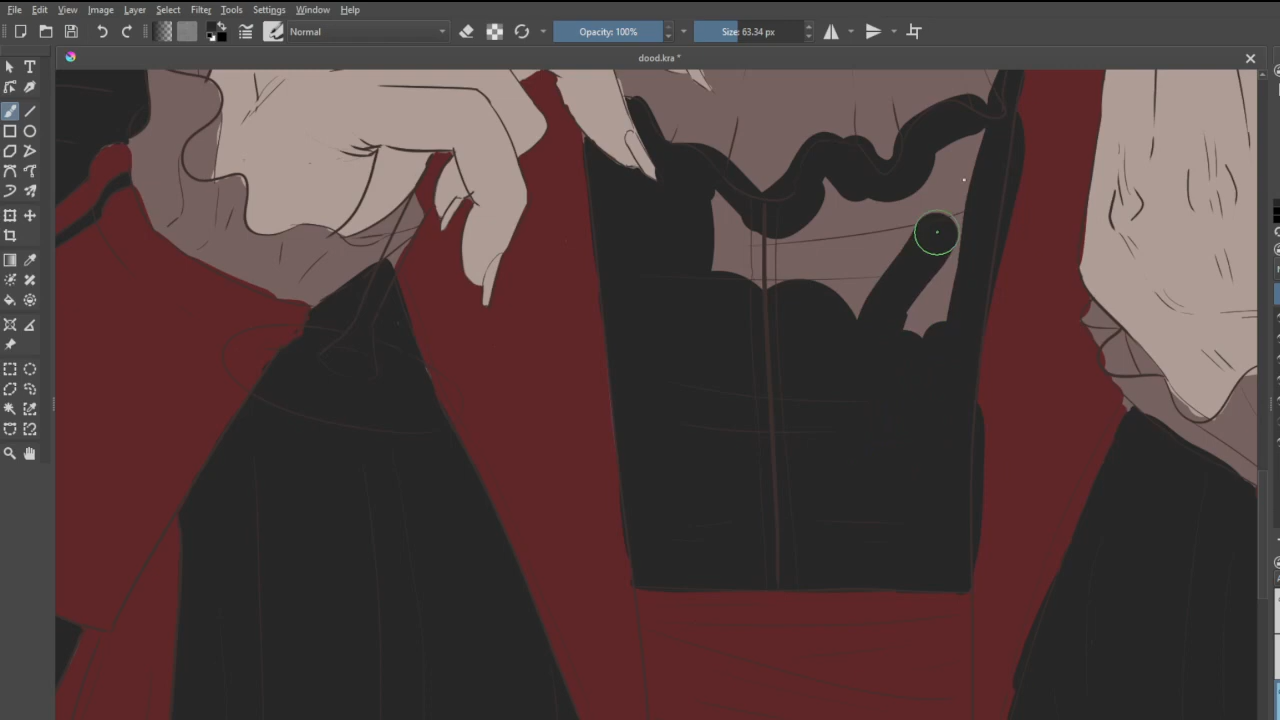 File Edit View Image Layer Select Filter Tools Settings Window Help
Normal Opacity: 100% Size: 63.34 px
dood.kra *